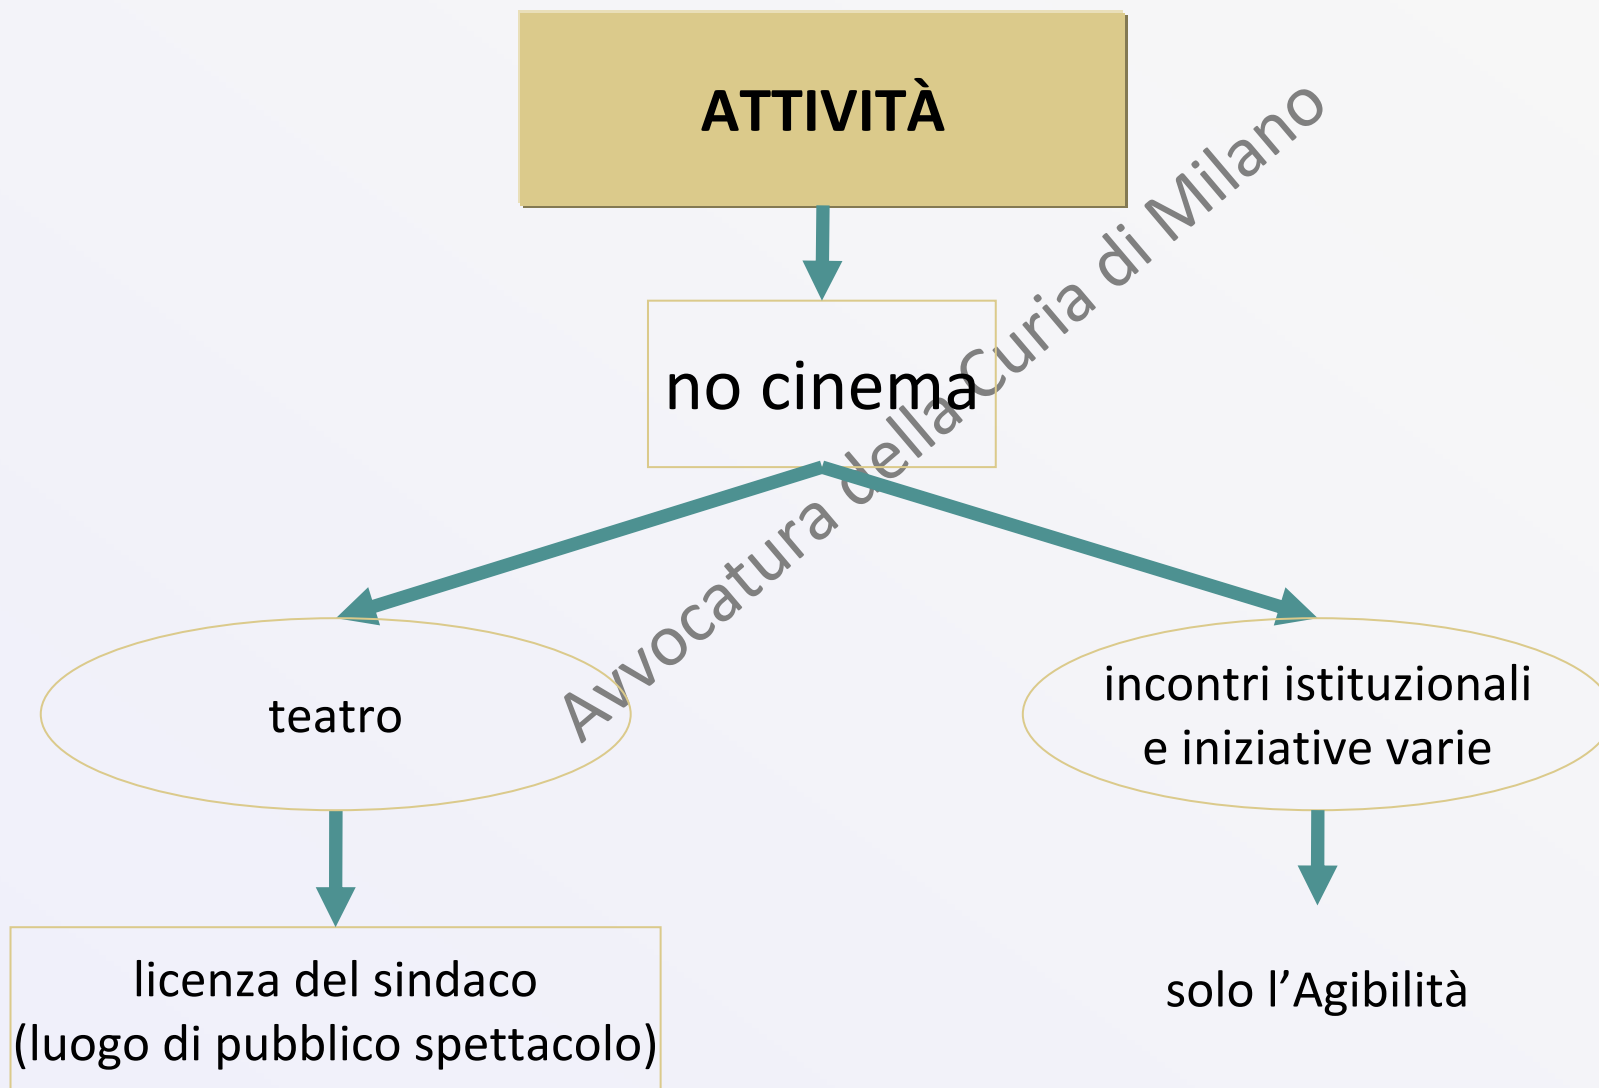 ATTIVITÀ
no cinema
Avvocatura della Curia di Milano
teatro
incontri istituzionali
e iniziative varie
licenza del sindaco
(luogo di pubblico spettacolo)
solo l’Agibilità